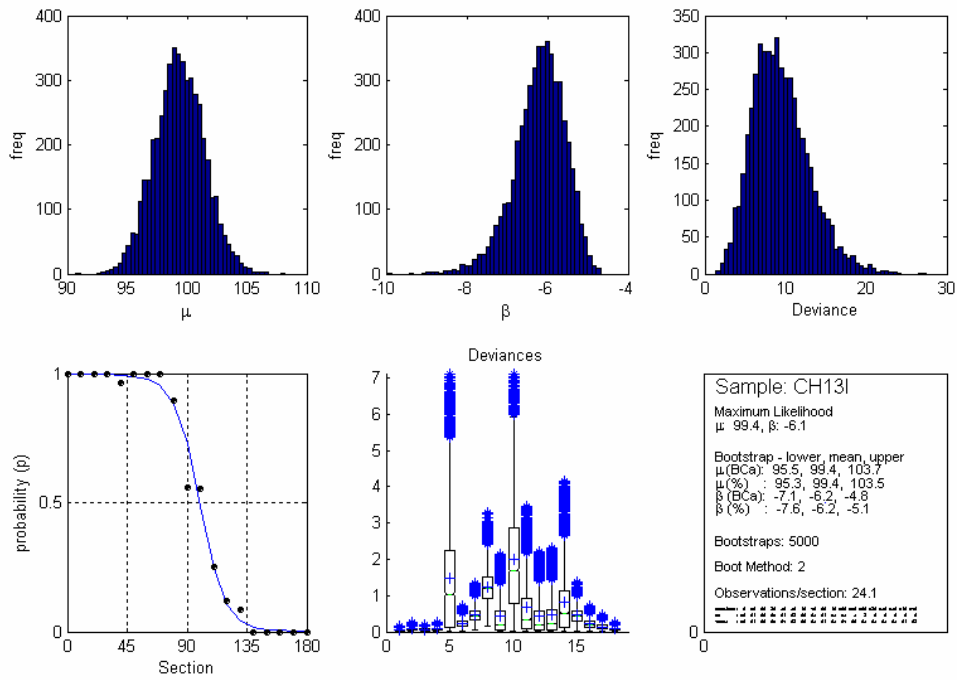 400
300
200
100
0
freq
90 95 100 105 110
μ
400
300
200
100
0
freq
-10 -8 -6 -4
β
350
300
250
200
150
100
50
0
freq
0 10 20 30
Deviance
1
0.5
0
probability (p)
0 45 90 135 180
Section
Deviances
7
6
5
4
3
2
1
0
0 5 10 15
Sample: CH13I
Maximum Likelihood
μ: 99.4, β: -6.1
Bootstrap - lower, mean, upper
μ(BCa): 95.5, 99.4, 103.7
μ(%) : 95.3, 99.4, 103.5
β(BCa): -7.1, -6.2, -4.8
β(%) : -7.6, -6.2, -5.1
Bootstraps: 5000
Boot Method: 2
Observations/section: 24.1
0
0